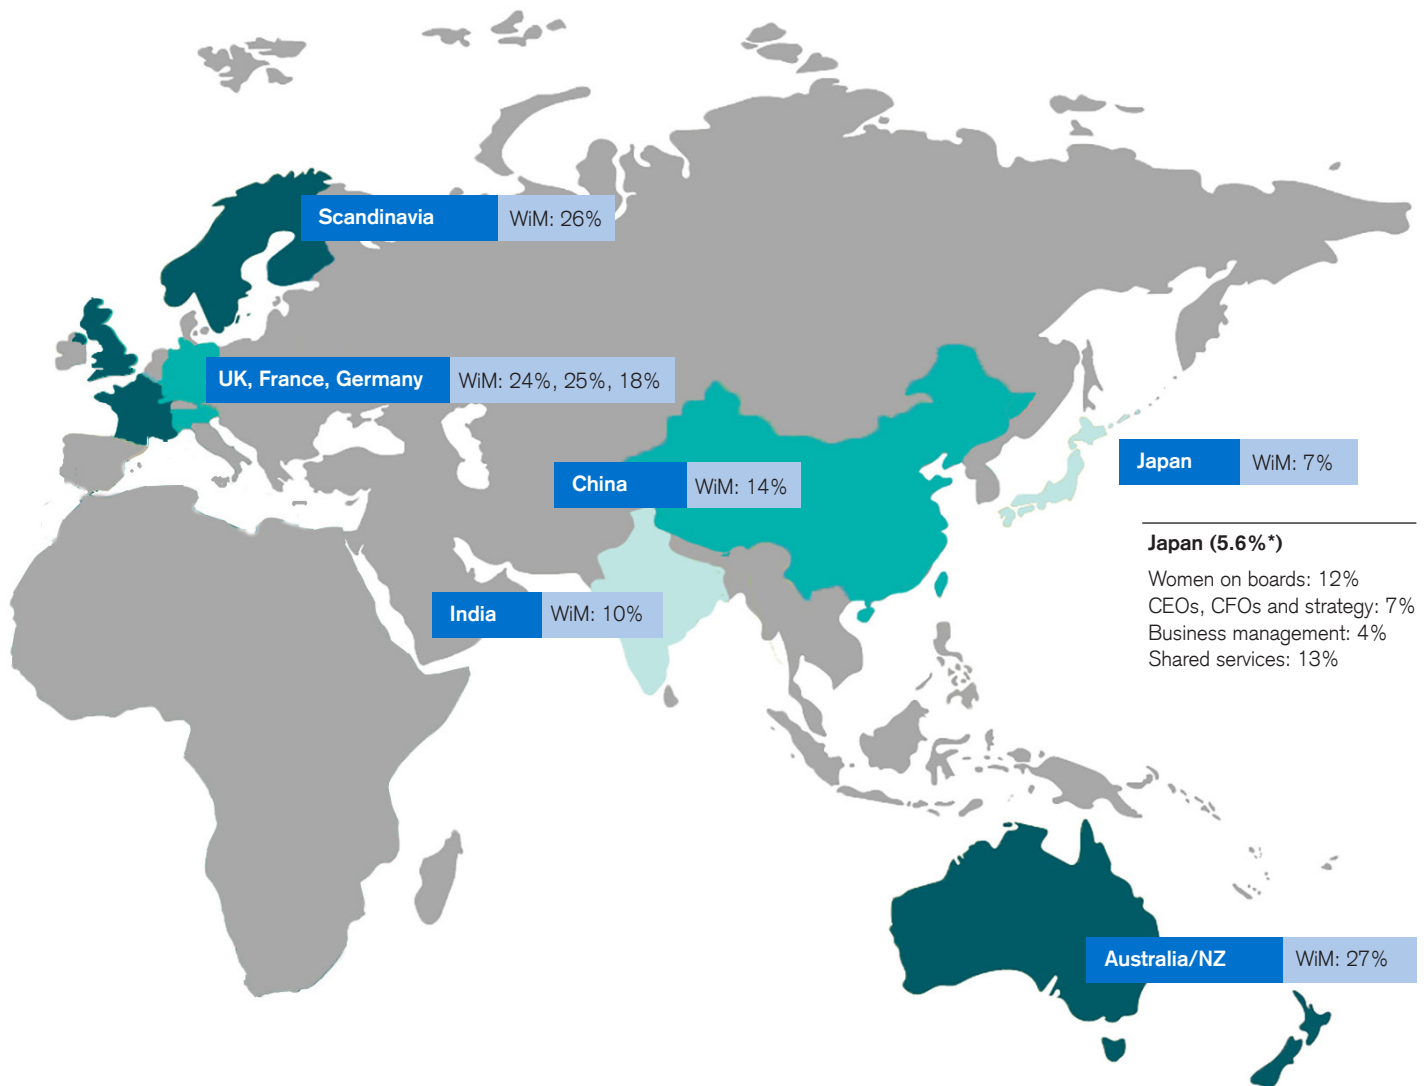 Scandinavia WiM: 26%
UK, France, Germany WiM: 24%, 25%, 18%
China WiM: 14%
Japan WiM: 7%
Japan (5.6%*)
Women on boards: 12%
CEOs, CFOs and strategy: 7%
Business management: 4%
Shared services: 13%
India WiM: 10%
Australia/NZ WiM: 27%